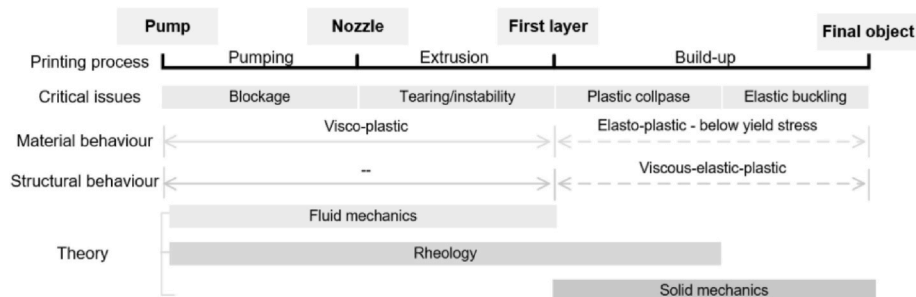 Pump Nozzle First layer Final object
Printing process Pumping Extrusion Build-up
Critical issues Blockage Tearing/instability Plastic collpase Elastic buckling
Material behaviour Visco-plastic Elasto-plastic - below yield stress
Structural behaviour -- Viscous-elastic-plastic
Fluid mechanics
Theory Rheology
Solid mechanics